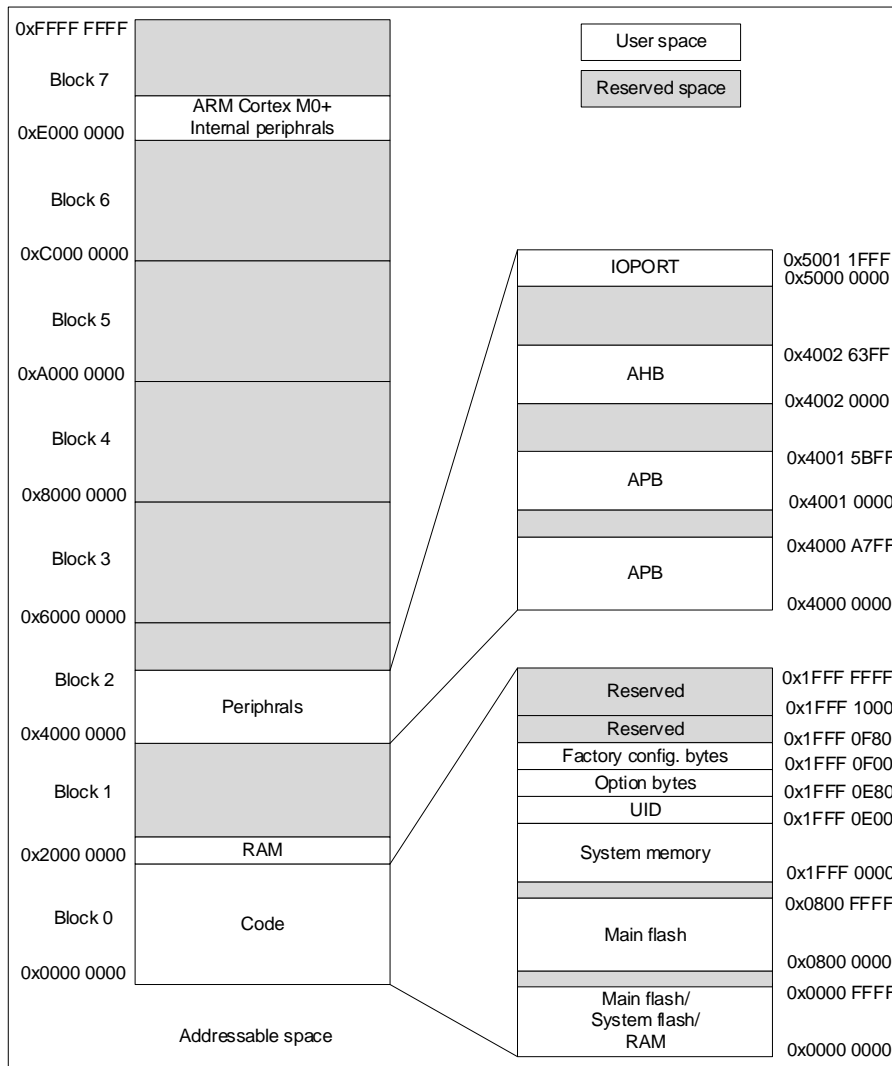 0xFFFF FFFF
Block 7
ARM Cortex M0+
Internal periphrals
0xE000 0000
Block 6
0xC000 0000
Block 5
0xA000 0000
Block 4
0x8000 0000
Block 3
0x6000 0000
Block 2
Periphrals
0x4000 0000
Block 1
0x2000 0000
RAM
Block 0
Code
0x0000 0000
Addressable space
User space
Reserved space
IOPORT
0x5001 1FFF
0x5000 0000
0x4002 63FF
AHB
0x4002 0000
0x4001 5BFF
APB
0x4001 0000
0x4000 A7FF
APB
0x4000 0000
0x1FFF FFFF
Reserved
0x1FFF 1000
Reserved
0x1FFF 0F80
Factory config. bytes
0x1FFF 0F00
Option bytes
0x1FFF 0E80
UID
0x1FFF 0E00
System memory
0x1FFF 0000
0x0800 FFFF
Main flash
0x0800 0000
0x0000 FFFF
Main flash/
System flash/
RAM
0x0000 0000